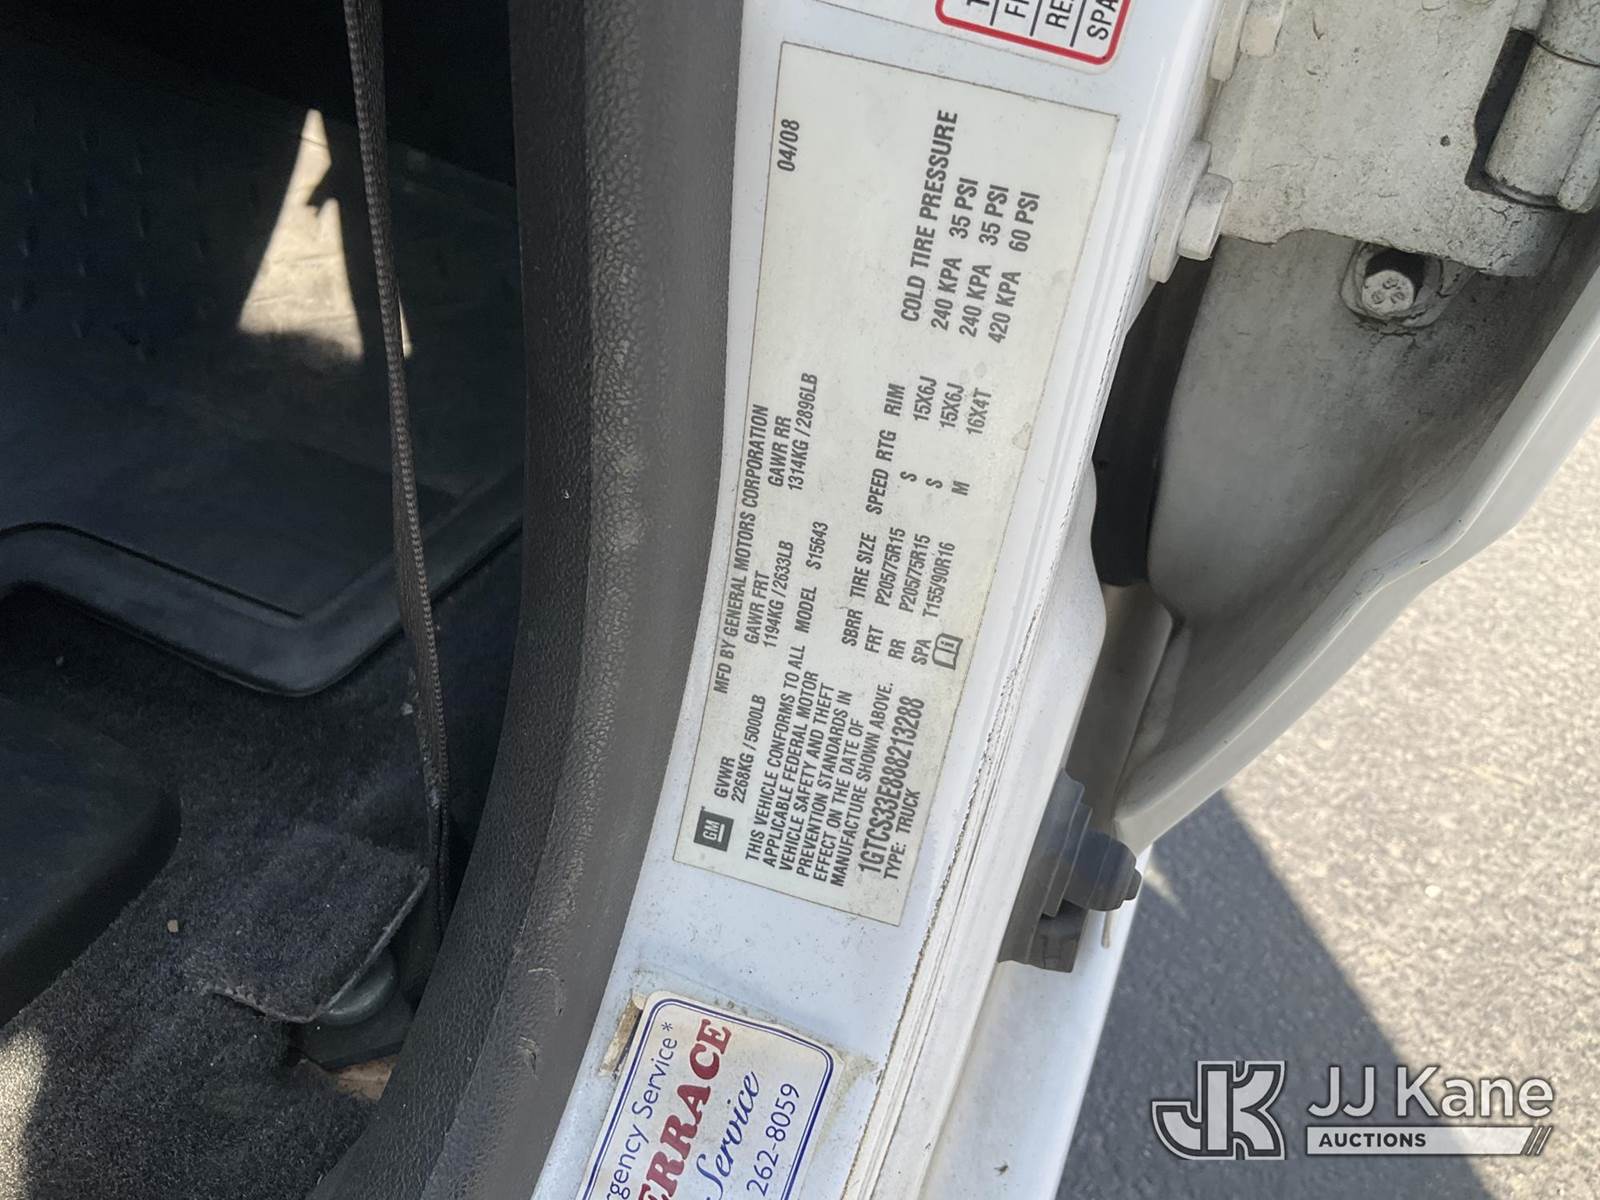 GM
MFD BY GENERAL MOTORS CORPORATION 04/08
GVWR GAWR FRT GAWR RR
2268KG / 5000LB 1194KG / 2633LB 1314KG / 2896LB
THIS VEHICLE CONFORMS TO ALL
APPLICABLE FEDERAL MOTOR
VEHICLE SAFETY AND THEFT
PREVENTION STANDARDS IN
EFFECT ON THE DATE OF
MANUFACTURE SHOWN ABOVE.
1GTCS33E888213288
TYPE: TRUCK
MODEL S15643
SBRR TIRE SIZE SPEED RTG RIM COLD TIRE PRESSURE
FRT P205/75R15 S 15X6J 240 KPA 35 PSI
RR P205/75R15 S 15X6J 240 KPA 35 PSI
SPA T155/90R16 M 16X4T 420 KPA 60 PSI
rgency Service*
ERRACE
Service
262-8059
SPA
JK
JJ Kane
AUCTIONS